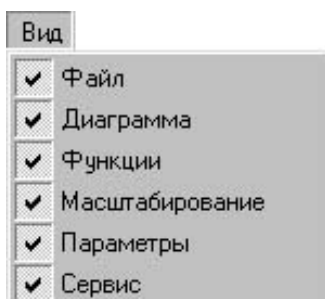 Вид
Файл
Диаграмма
Функции
Масштабирование
Параметры
Сервис